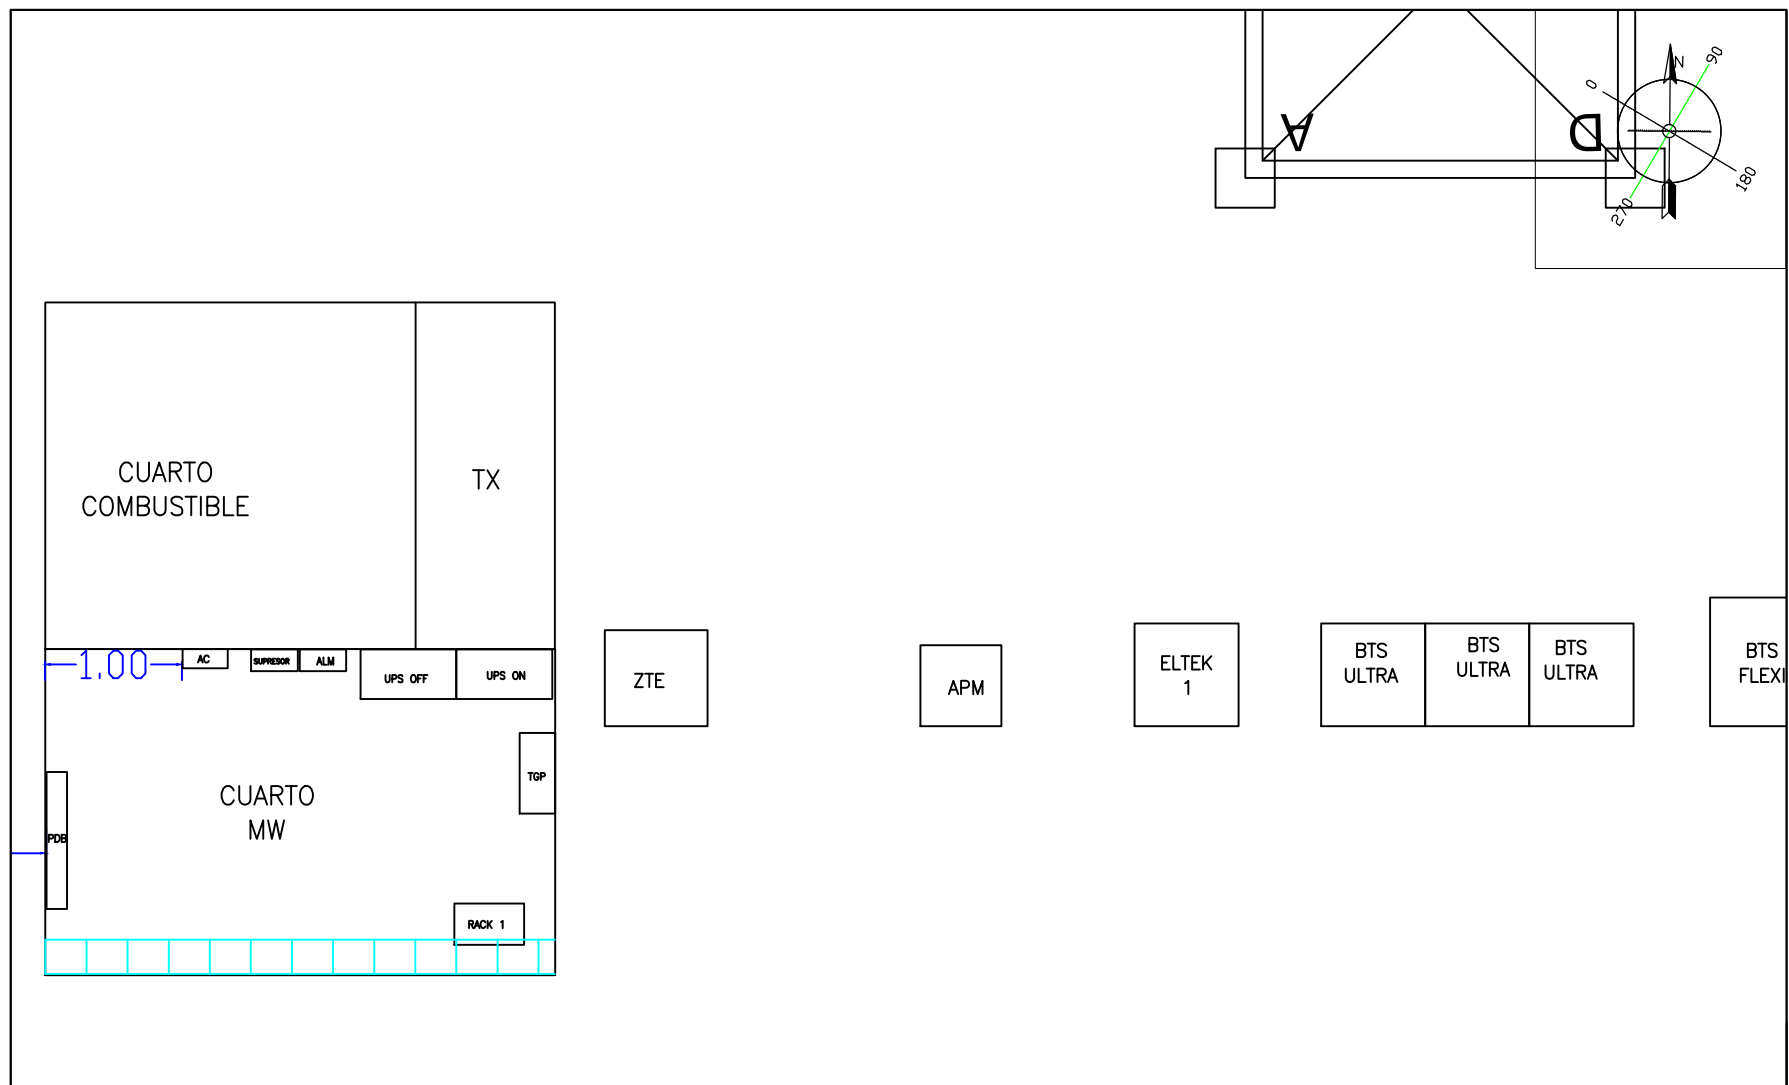 N
90
0
A
D
180
270
CUARTO
COMBUSTIBLE
TX
1.00
AC
SUPRESOR
ALM
UPS OFF
UPS ON
ZTE
APM
ELTEK
1
BTS
ULTRA
BTS
ULTRA
BTS
ULTRA
BTS
FLEXI
TGP
CUARTO
MW
PDB
RACK 1